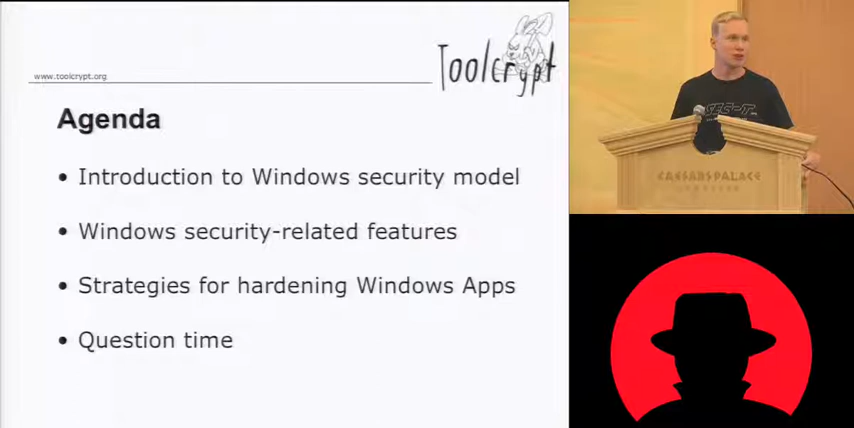 Toolcrypt
www.toolcrypt.org
Agenda
• Introduction to Windows security model
• Windows security-related features
• Strategies for hardening Windows Apps
• Question time
CAESARS PALACE